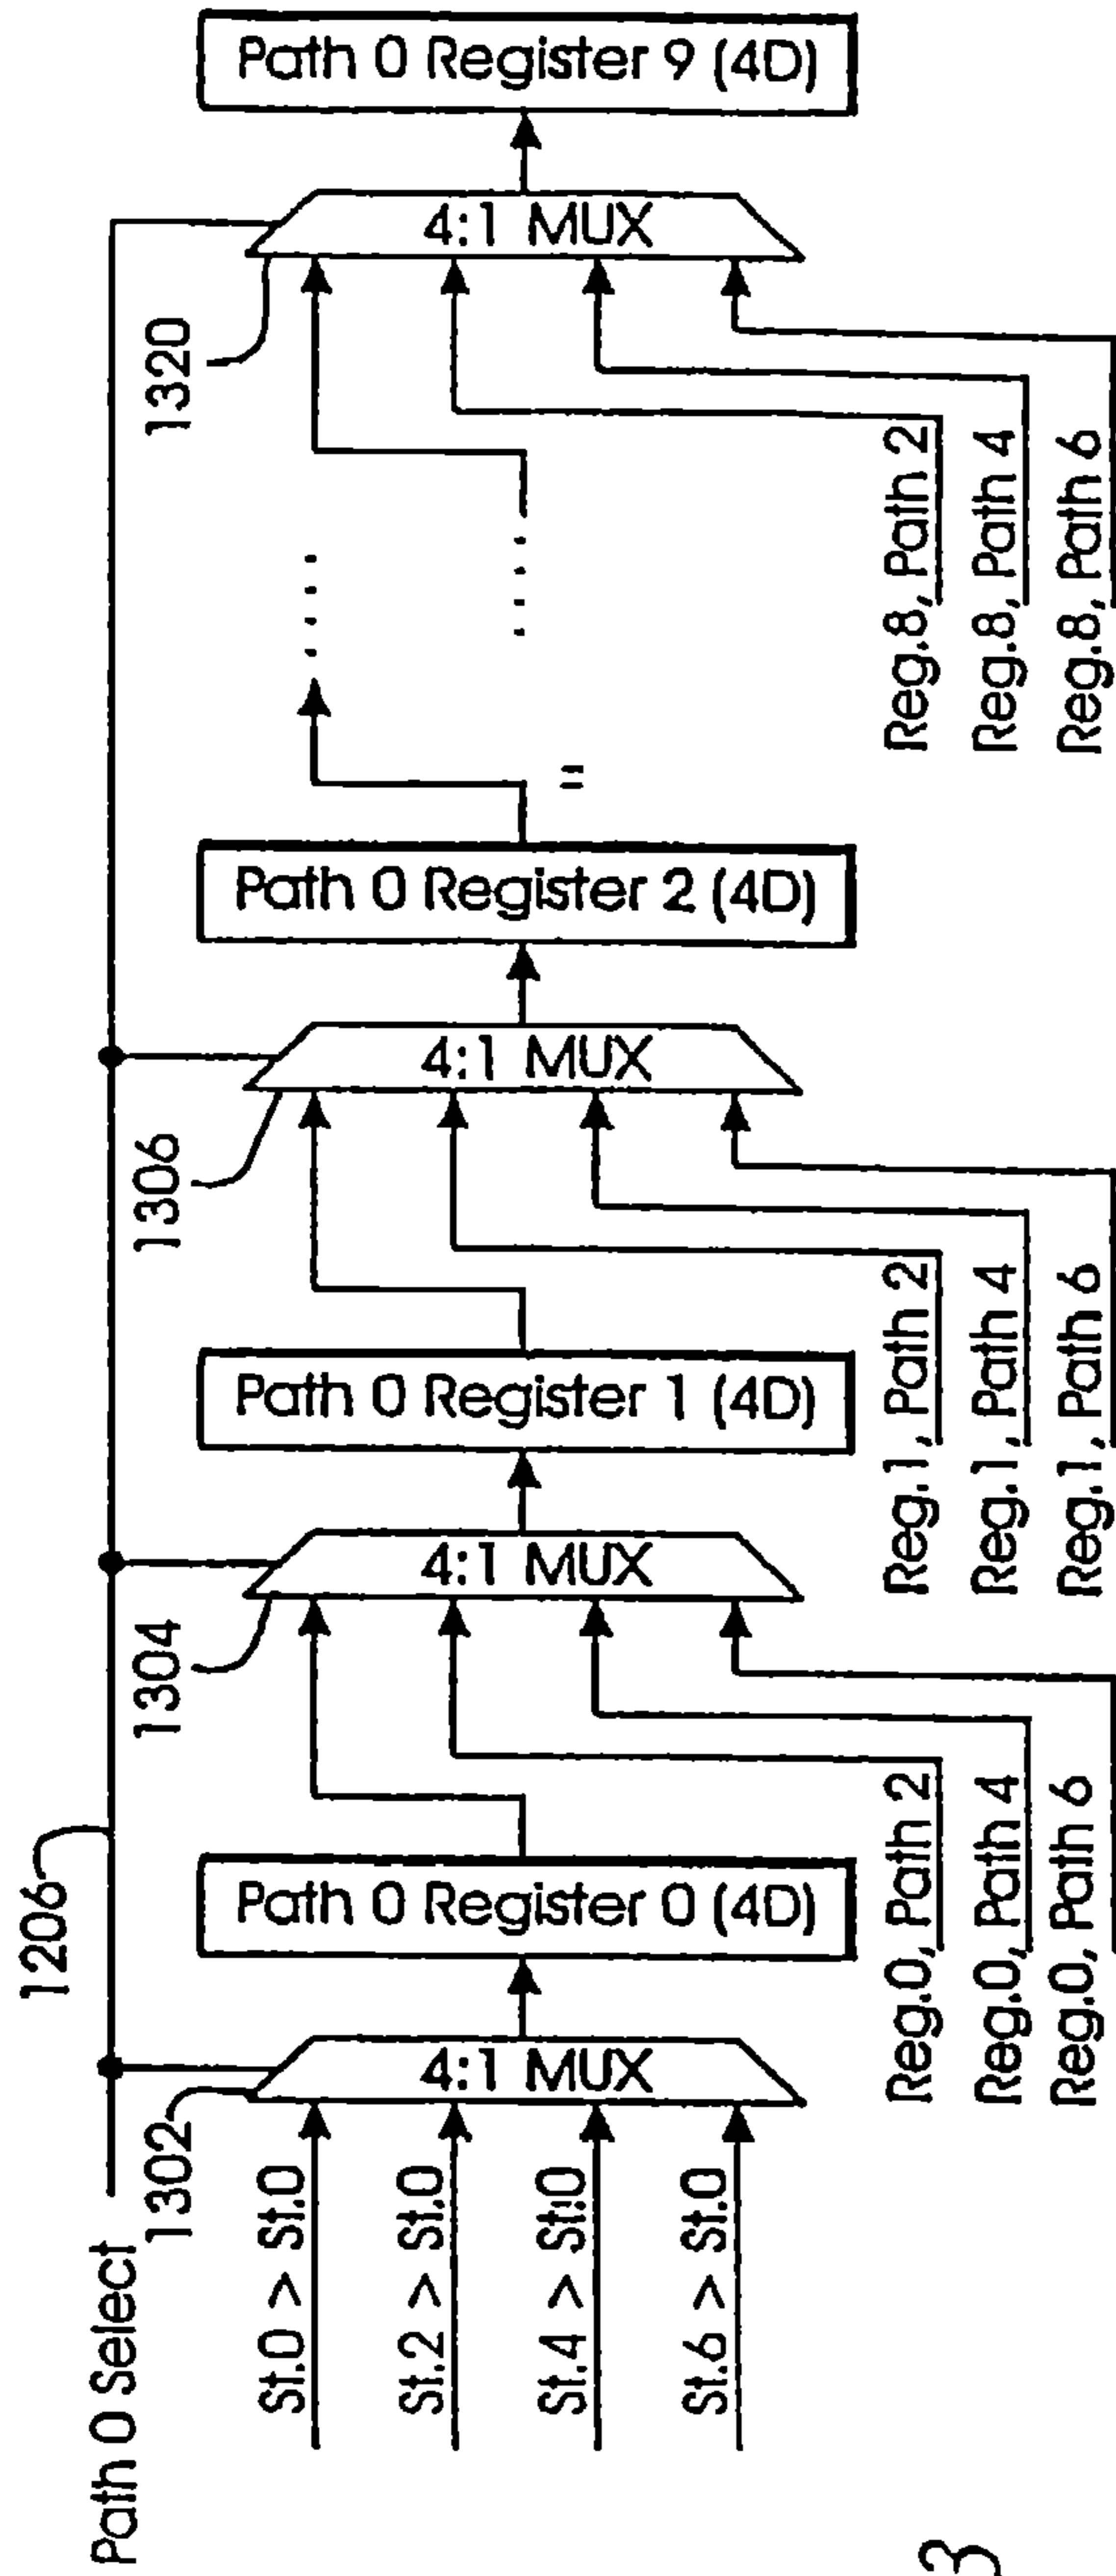 Path 0 Select
1206
1302
St.0 > St.0
St.2 > St.0
St.4 > St.0
St.6 > St.0
4:1 MUX
Path 0 Register 0 (4D)
Reg.0, Path 2
Reg.0, Path 4
Reg.0, Path 6
1304
4:1 MUX
Path 0 Register 1 (4D)
Reg.1, Path 2
Reg.1, Path 4
Reg.1, Path 6
1306
4:1 MUX
Path 0 Register 2 (4D)
. . . .
=
. . . .
Reg.8, Path 2
Reg.8, Path 4
Reg.8, Path 6
1320
4:1 MUX
Path 0 Register 9 (4D)
3